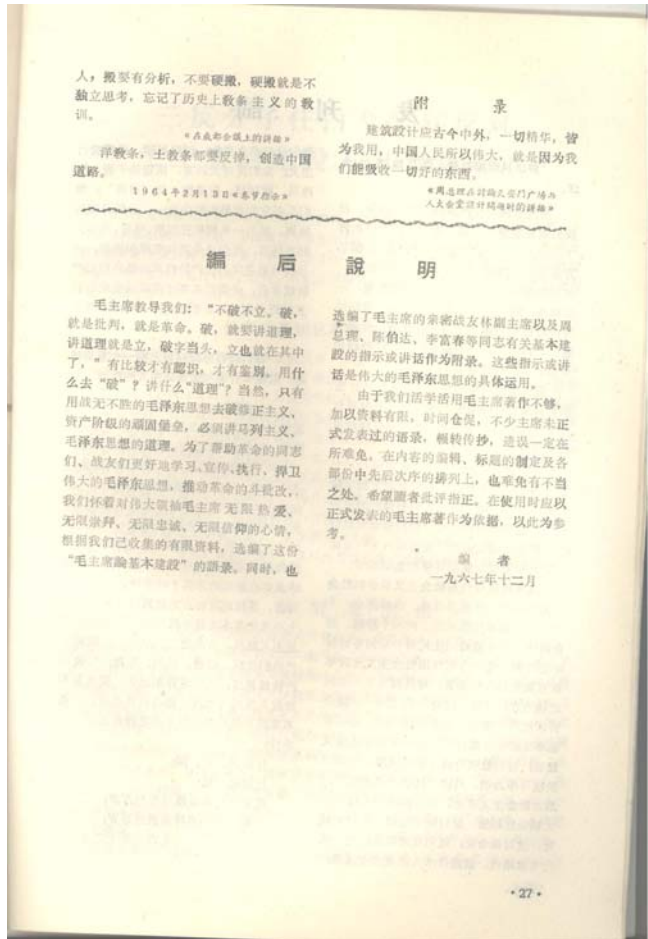 人，搬要有分析，不要硬搬，硬搬就是不
独立思考，忘记了历史上教条主义的教
训。
«在成都会议上的讲话»
洋教条，土教条都要反掉，创造中国
道路。
1964年2月13日«春节指示»
附 录
建筑設計应古今中外，一切精华，皆
为我用，中国人民所以伟大，就是因为我
们能吸收一切好的东西。
«周总理在討論天安門广场与
人大会堂設計問題时的讲話»
編 后 說 明
毛主席教导我们：“不破不立。破，
就是批判，就是革命。破，就要讲道理，
讲道理就是立，破字当头，立也就在其中
了，”有比较才有認识，才有鉴别。用什
么去“破”？讲什么“道理”？当然，只有
用战无不胜的毛泽东思想去破修正主义、
资产阶级的顽固堡垒，必须讲马列主义、
毛泽东思想的道理。为了帮助革命的同志
们、战友们更好地学习、宣传、执行、捍卫
伟大的毛泽东思想，推动革命的斗批改，
我们怀着对伟大领袖毛主席无限热爱、
无限崇拜、无限忠诚、无限信仰的心情，
根据我们已收集的有限资料，选编了这份
“毛主席論基本建設”的語录。同时，也
选编了毛主席的亲密战友林副主席以及周
总理、陈伯达、李富春等同志有关基本建
設的指示或讲话作为附录。这些指示或讲
话是伟大的毛泽东思想的具体运用。
由于我们活学活用毛主席著作不够，
加以资料有限，时间仓促，不少主席未正
式发表过的语录，輾转传抄，遗误一定在
所难免。在内容的编辑、标题的制定及各
部份中先后次序的排列上，也难免有不当
之处。希望讀者批评指正。在使用时应以
正式发表的毛主席著作为依据，以此为参
考。
編 者
一九六七年十二月
·27·